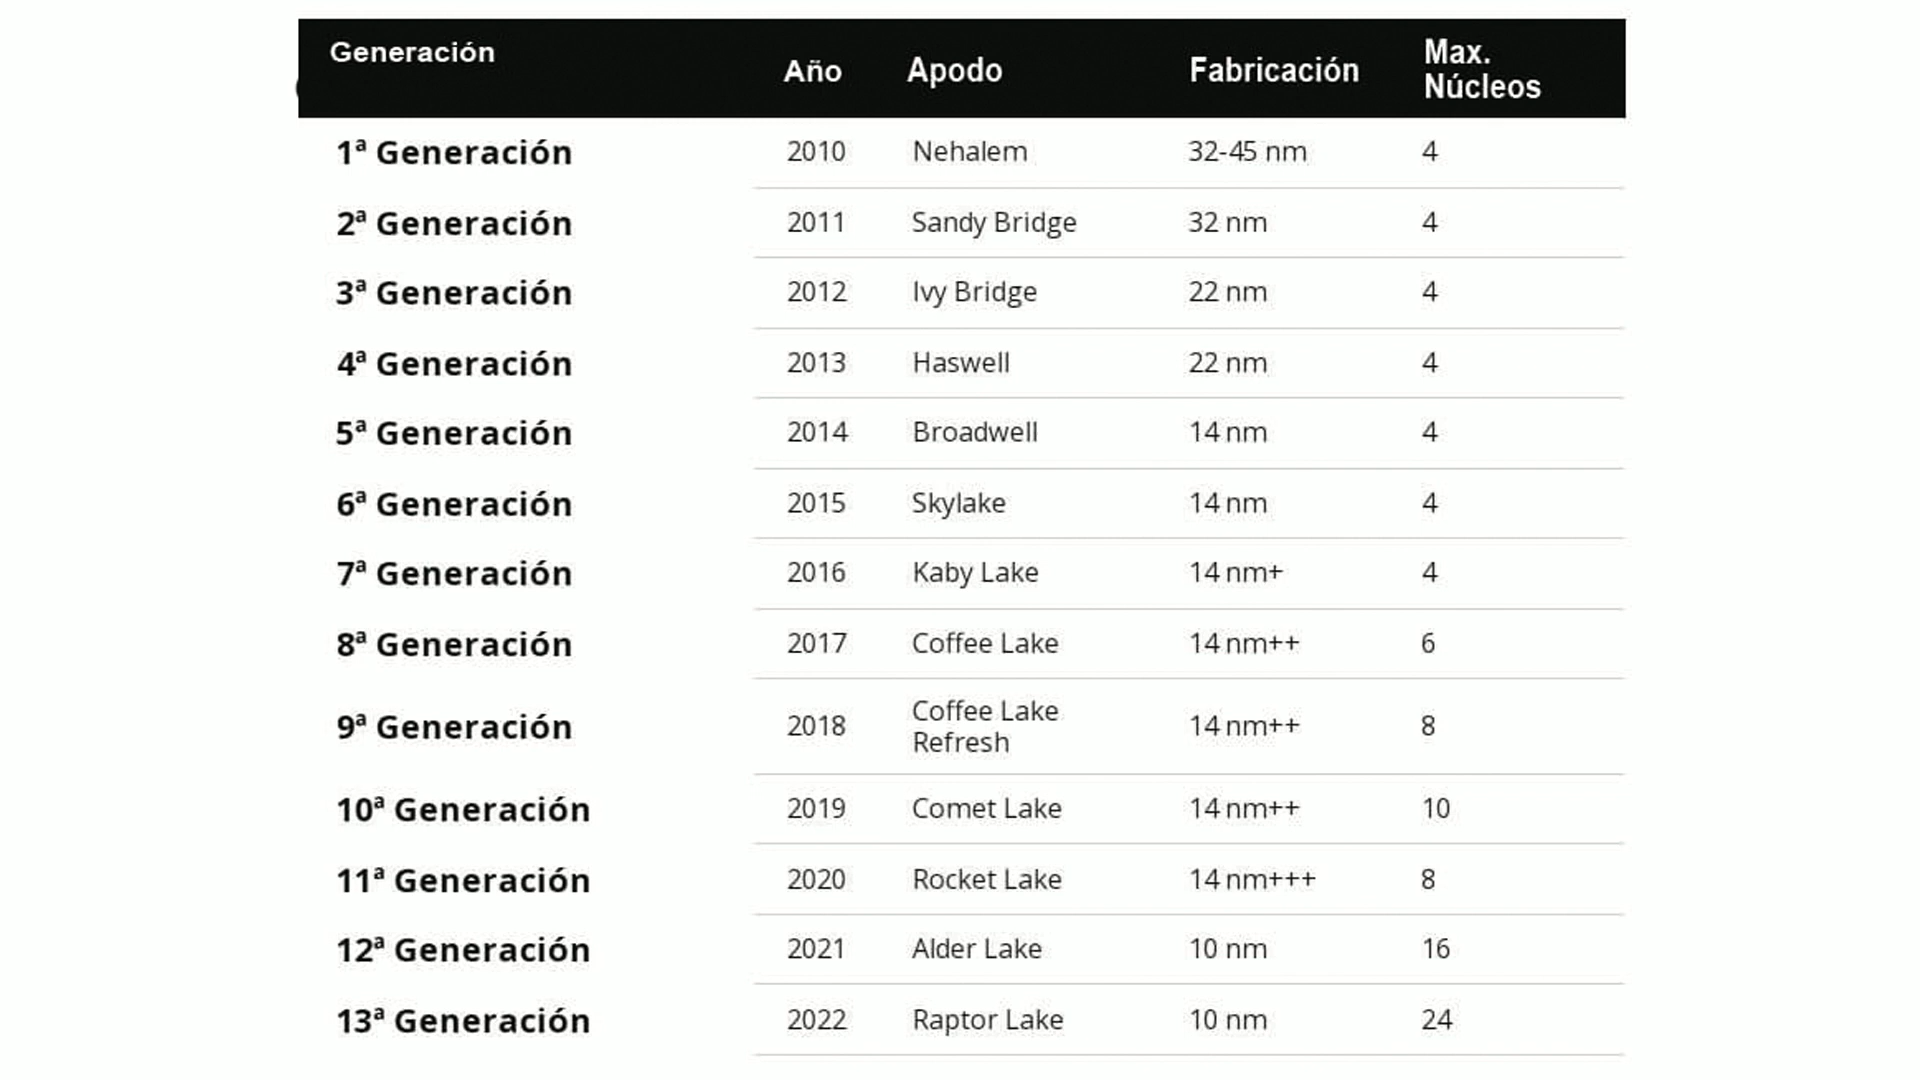 Generación Año Apodo Fabricación Max. Núcleos
1ª Generación 2010 Nehalem 32-45 nm 4
2ª Generación 2011 Sandy Bridge 32 nm 4
3ª Generación 2012 Ivy Bridge 22 nm 4
4ª Generación 2013 Haswell 22 nm 4
5ª Generación 2014 Broadwell 14 nm 4
6ª Generación 2015 Skylake 14 nm 4
7ª Generación 2016 Kaby Lake 14 nm+ 4
8ª Generación 2017 Coffee Lake 14 nm++ 6
9ª Generación 2018 Coffee Lake Refresh 14 nm++ 8
10ª Generación 2019 Comet Lake 14 nm++ 10
11ª Generación 2020 Rocket Lake 14 nm+++ 8
12ª Generación 2021 Alder Lake 10 nm 16
13ª Generación 2022 Raptor Lake 10 nm 24